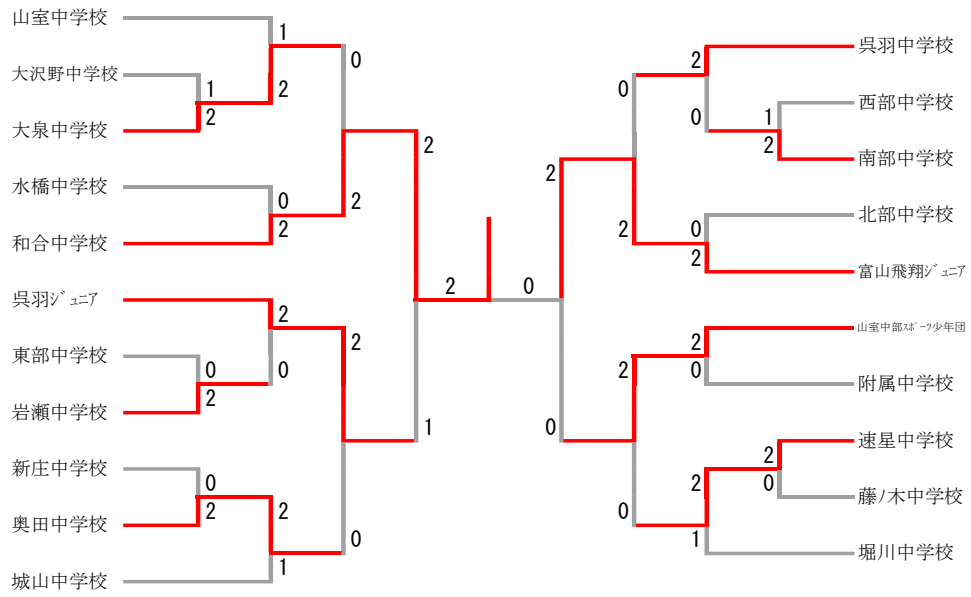 山室中学校
1
0
大沢野中学校
1
2
大泉中学校
2
2
水橋中学校
0
2
和合中学校
2
呉羽ジュニア
2
2
東部中学校
0
0
岩瀬中学校
2
1
新庄中学校
0
奥田中学校
2
2
0
城山中学校
1
2
0
呉羽中学校
2
0
西部中学校
0
1
南部中学校
2
2
北部中学校
2
0
富山飛翔ジュニア
2
山室中部スポーツ少年団
2
2
附属中学校
0
0
速星中学校
2
2
藤ノ木中学校
0
0
堀川中学校
1